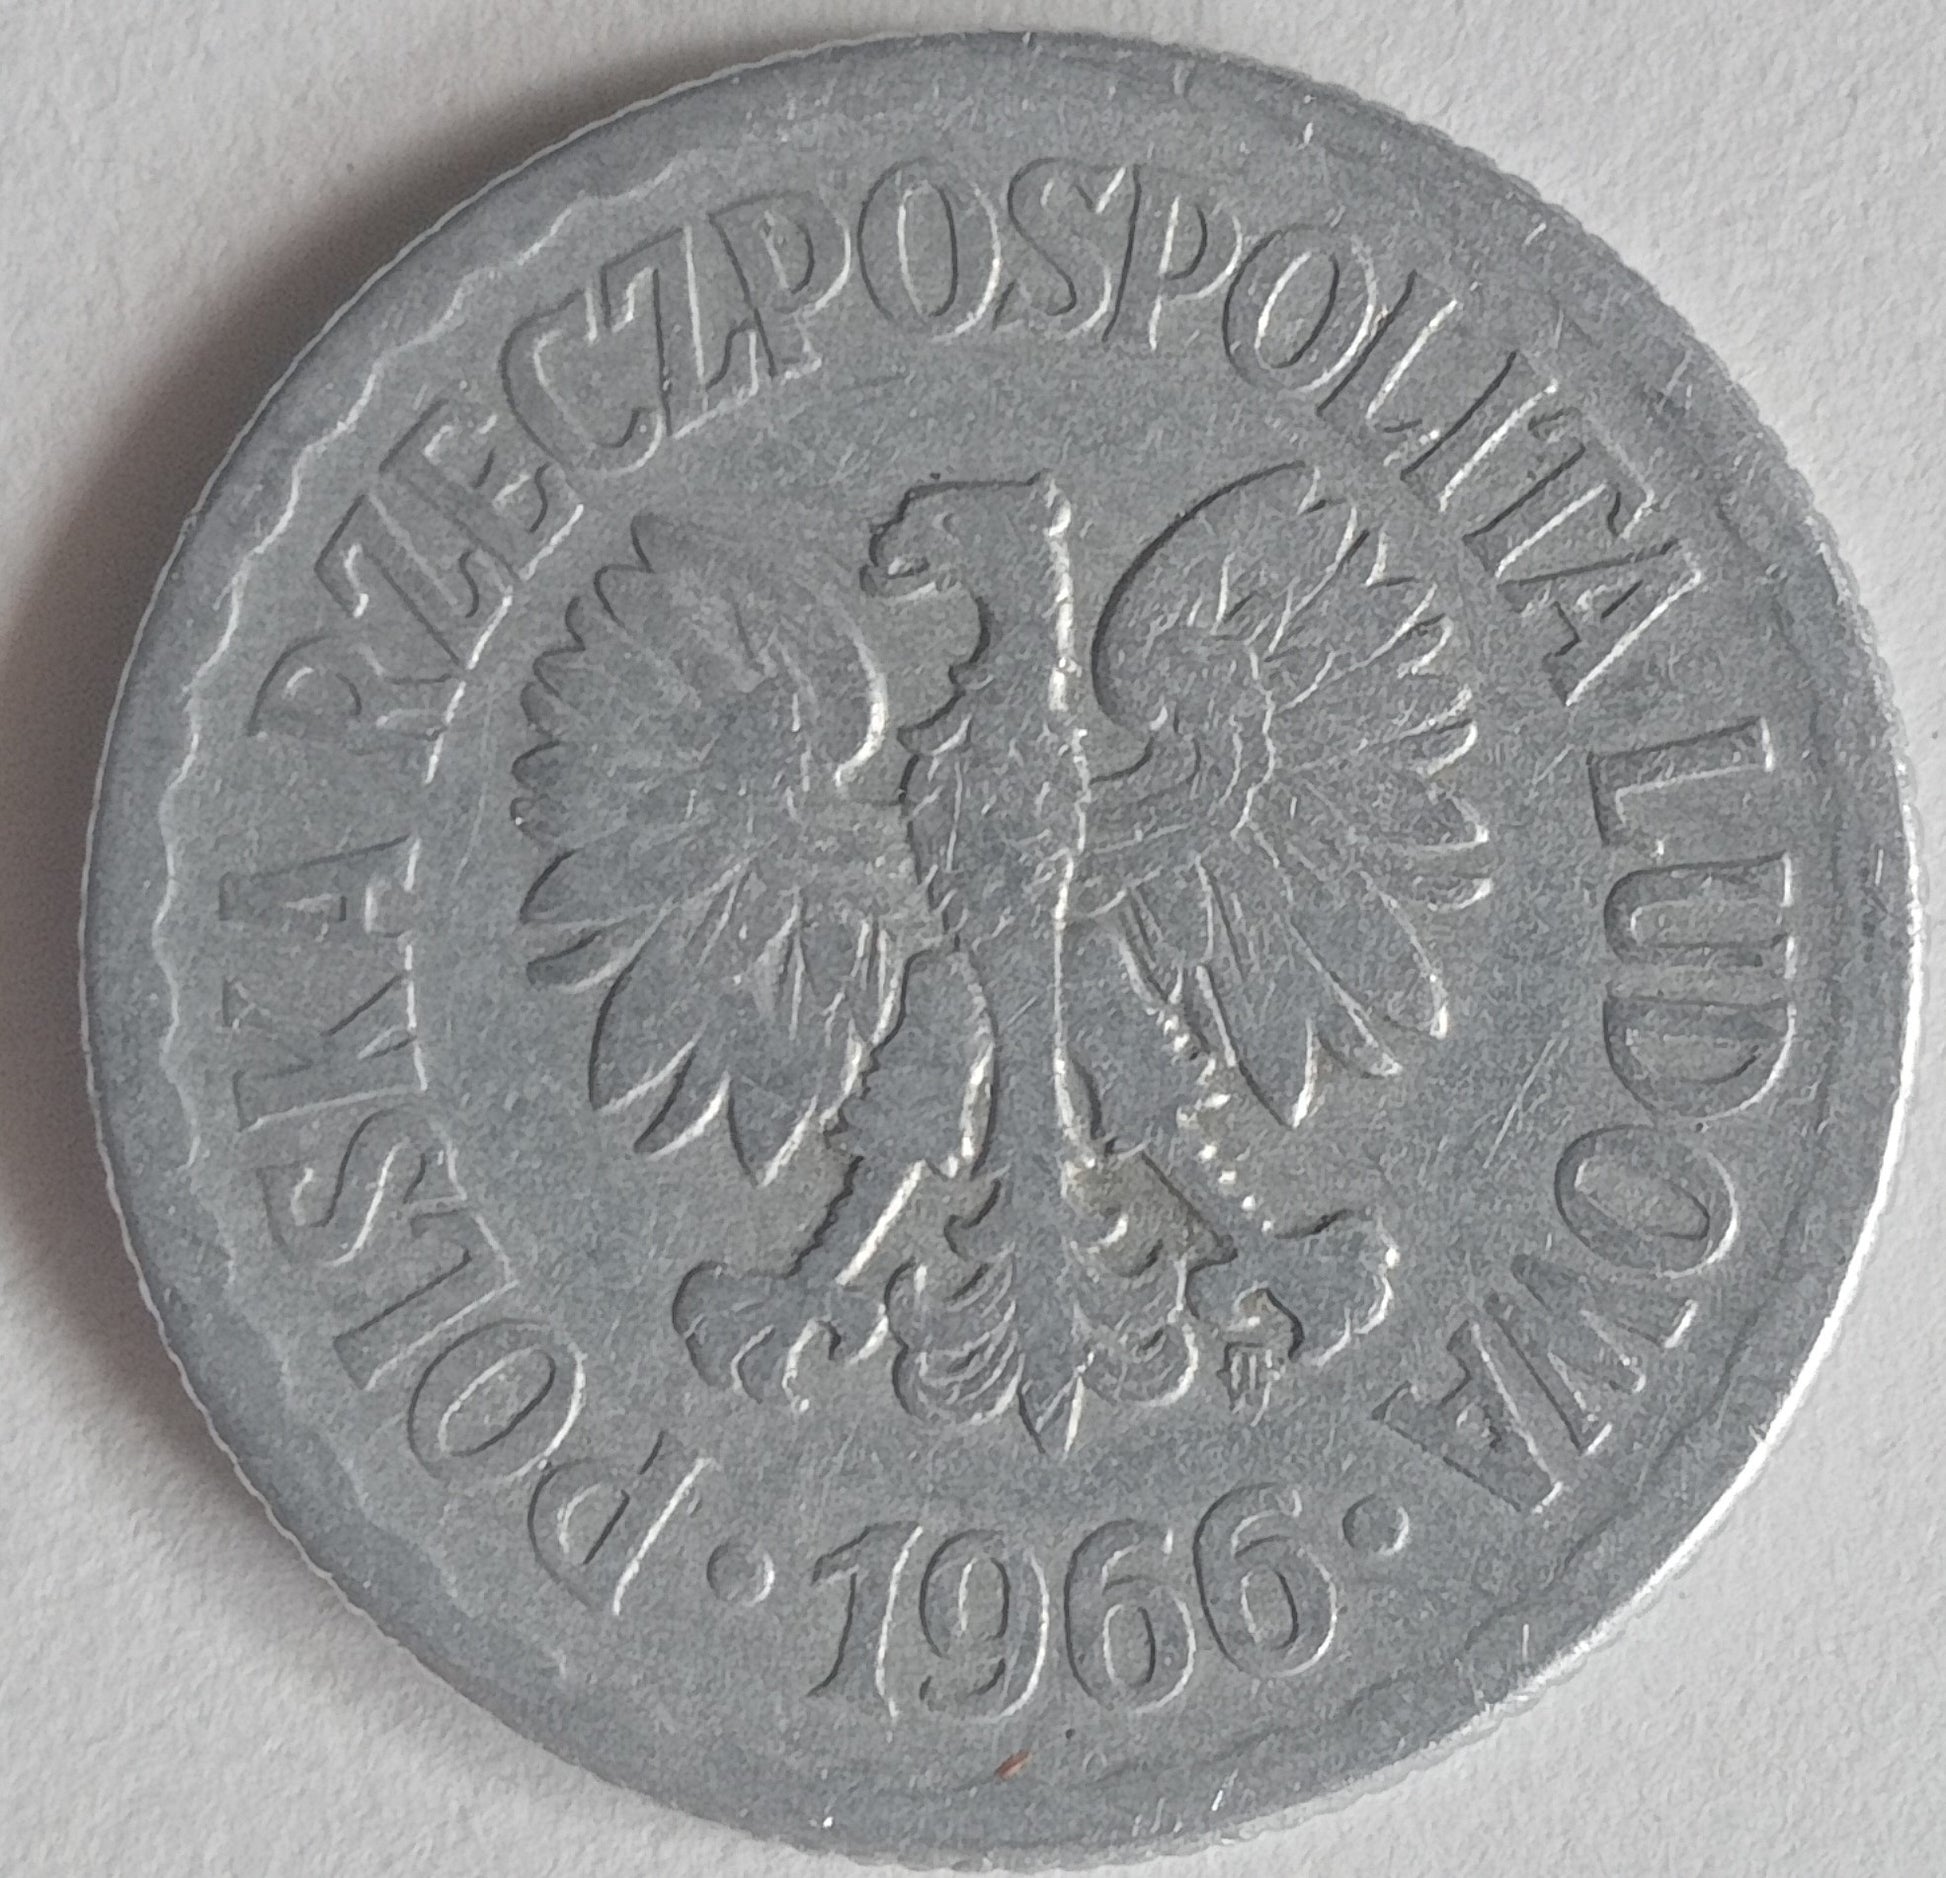 POLSKA RZECZPOSPOLITA LUDOWA
• 1966 •